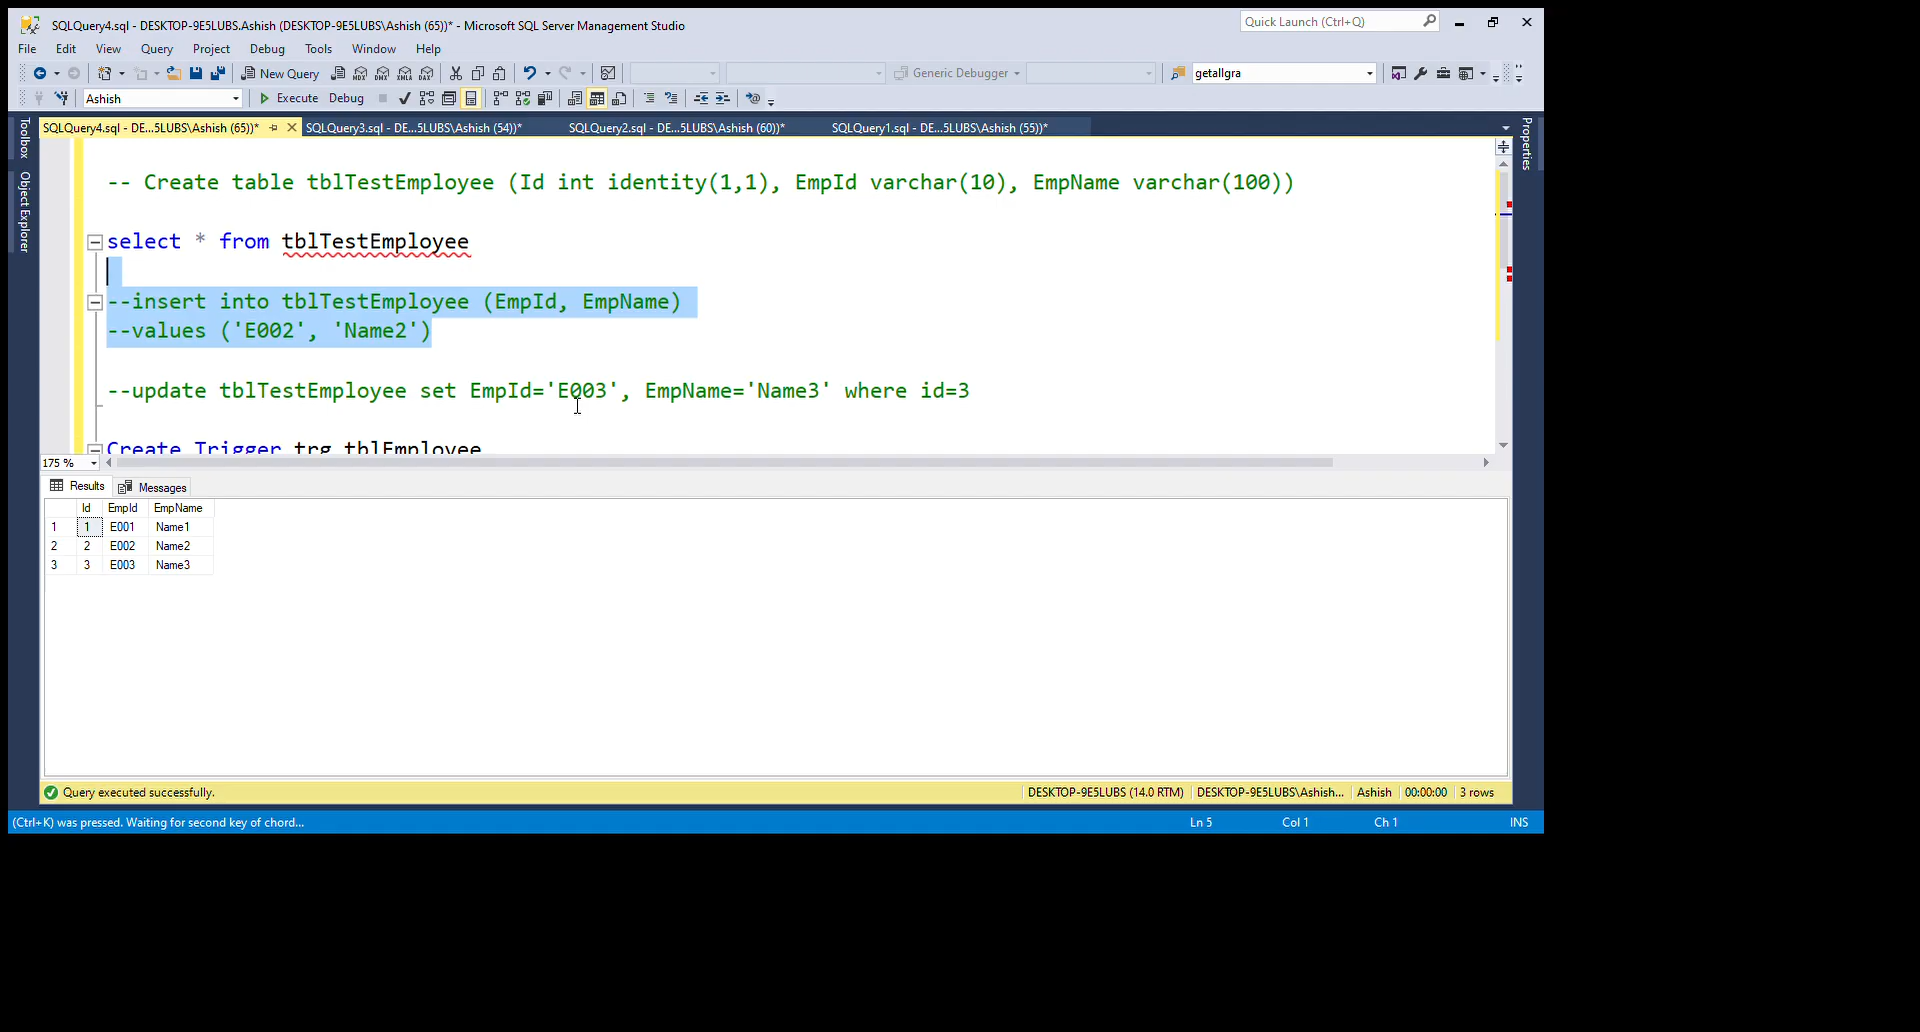 SQLQuery4.sql - DESKTOP-9E5LUBS.Ashish (DESKTOP-9E5LUBS\Ashish (65))* - Microsoft SQL Server Management Studio
Quick Launch (Ctrl+Q)
File Edit View Query Project Debug Tools Window Help
New Query
MDX DMX XMLA DAX
Generic Debugger
getallgra
Ashish
Execute Debug
SQLQuery4.sql - DE...5LUBS\Ashish (65))*
SQLQuery3.sql - DE...5LUBS\Ashish (54))*
SQLQuery2.sql - DE...5LUBS\Ashish (60))*
SQLQuery1.sql - DE...5LUBS\Ashish (55))*
Toolbox
Object Explorer
Properties
-- Create table tblTestEmployee (Id int identity(1,1), EmpId varchar(10), EmpName varchar(100))
select * from tblTestEmployee
--insert into tblTestEmployee (EmpId, EmpName)
--values ('E002', 'Name2')
--update tblTestEmployee set EmpId='E003', EmpName='Name3' where id=3
Create Trigger trg_tblEmployee
175 %
Results Messages
Id EmpId EmpName
1 1 E001 Name1
2 2 E002 Name2
3 3 E003 Name3
Query executed successfully.
DESKTOP-9E5LUBS (14.0 RTM) DESKTOP-9E5LUBS\Ashish... Ashish 00:00:00 3 rows
(Ctrl+K) was pressed. Waiting for second key of chord...
Ln 5 Col 1 Ch 1 INS